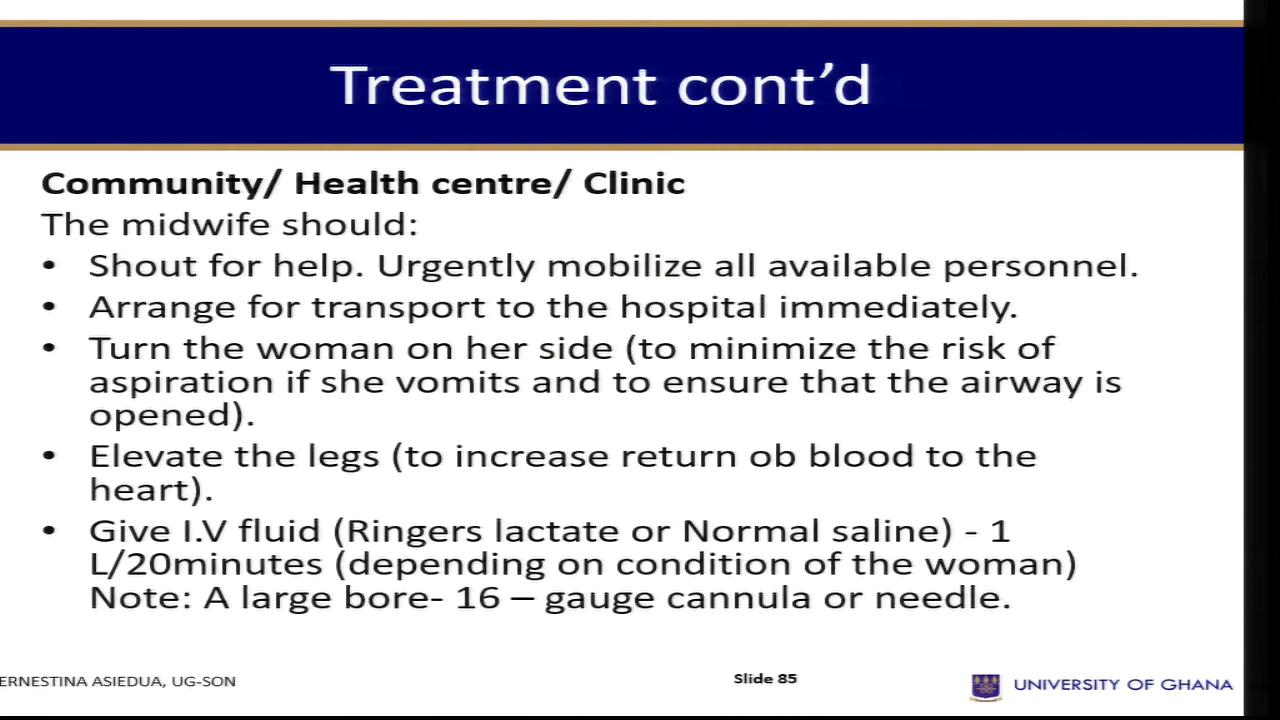 Treatment cont’d
Community/ Health centre/ Clinic
The midwife should:
• Shout for help. Urgently mobilize all available personnel.
• Arrange for transport to the hospital immediately.
• Turn the woman on her side (to minimize the risk of
aspiration if she vomits and to ensure that the airway is
opened).
• Elevate the legs (to increase return ob blood to the
heart).
• Give I.V fluid (Ringers lactate or Normal saline) - 1
L/20minutes (depending on condition of the woman)
Note: A large bore- 16 – gauge cannula or needle.
ERNESTINA ASIEDUA, UG-SON
Slide 85
UNIVERSITY OF GHANA